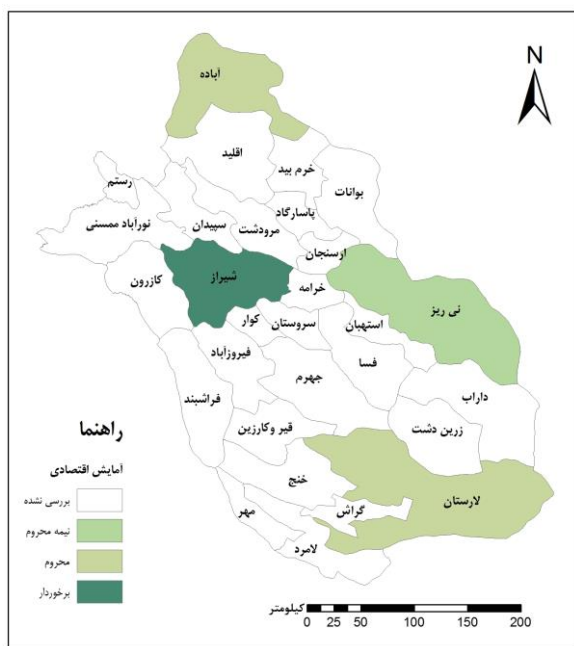 N
آباده
اقلید
خرم بید
بوانات
رستم
پاسارگاد
نورآباد ممسنی
سپیدان
مرودشت
ارسنجان
شیراز
کازرون
خرامه
نی ریز
کوار
سروستان
استهبان
فیروزآباد
فسا
جهرم
فراشبند
داراب
قیر وکارزین
زرین دشت
خنج
لارستان
گراش
مهر
لامرد
راهنما
آمایش اقتصادی
بررسی نشده
نیمه محروم
محروم
برخوردار
کیلومتر
0 25 50 100 150 200